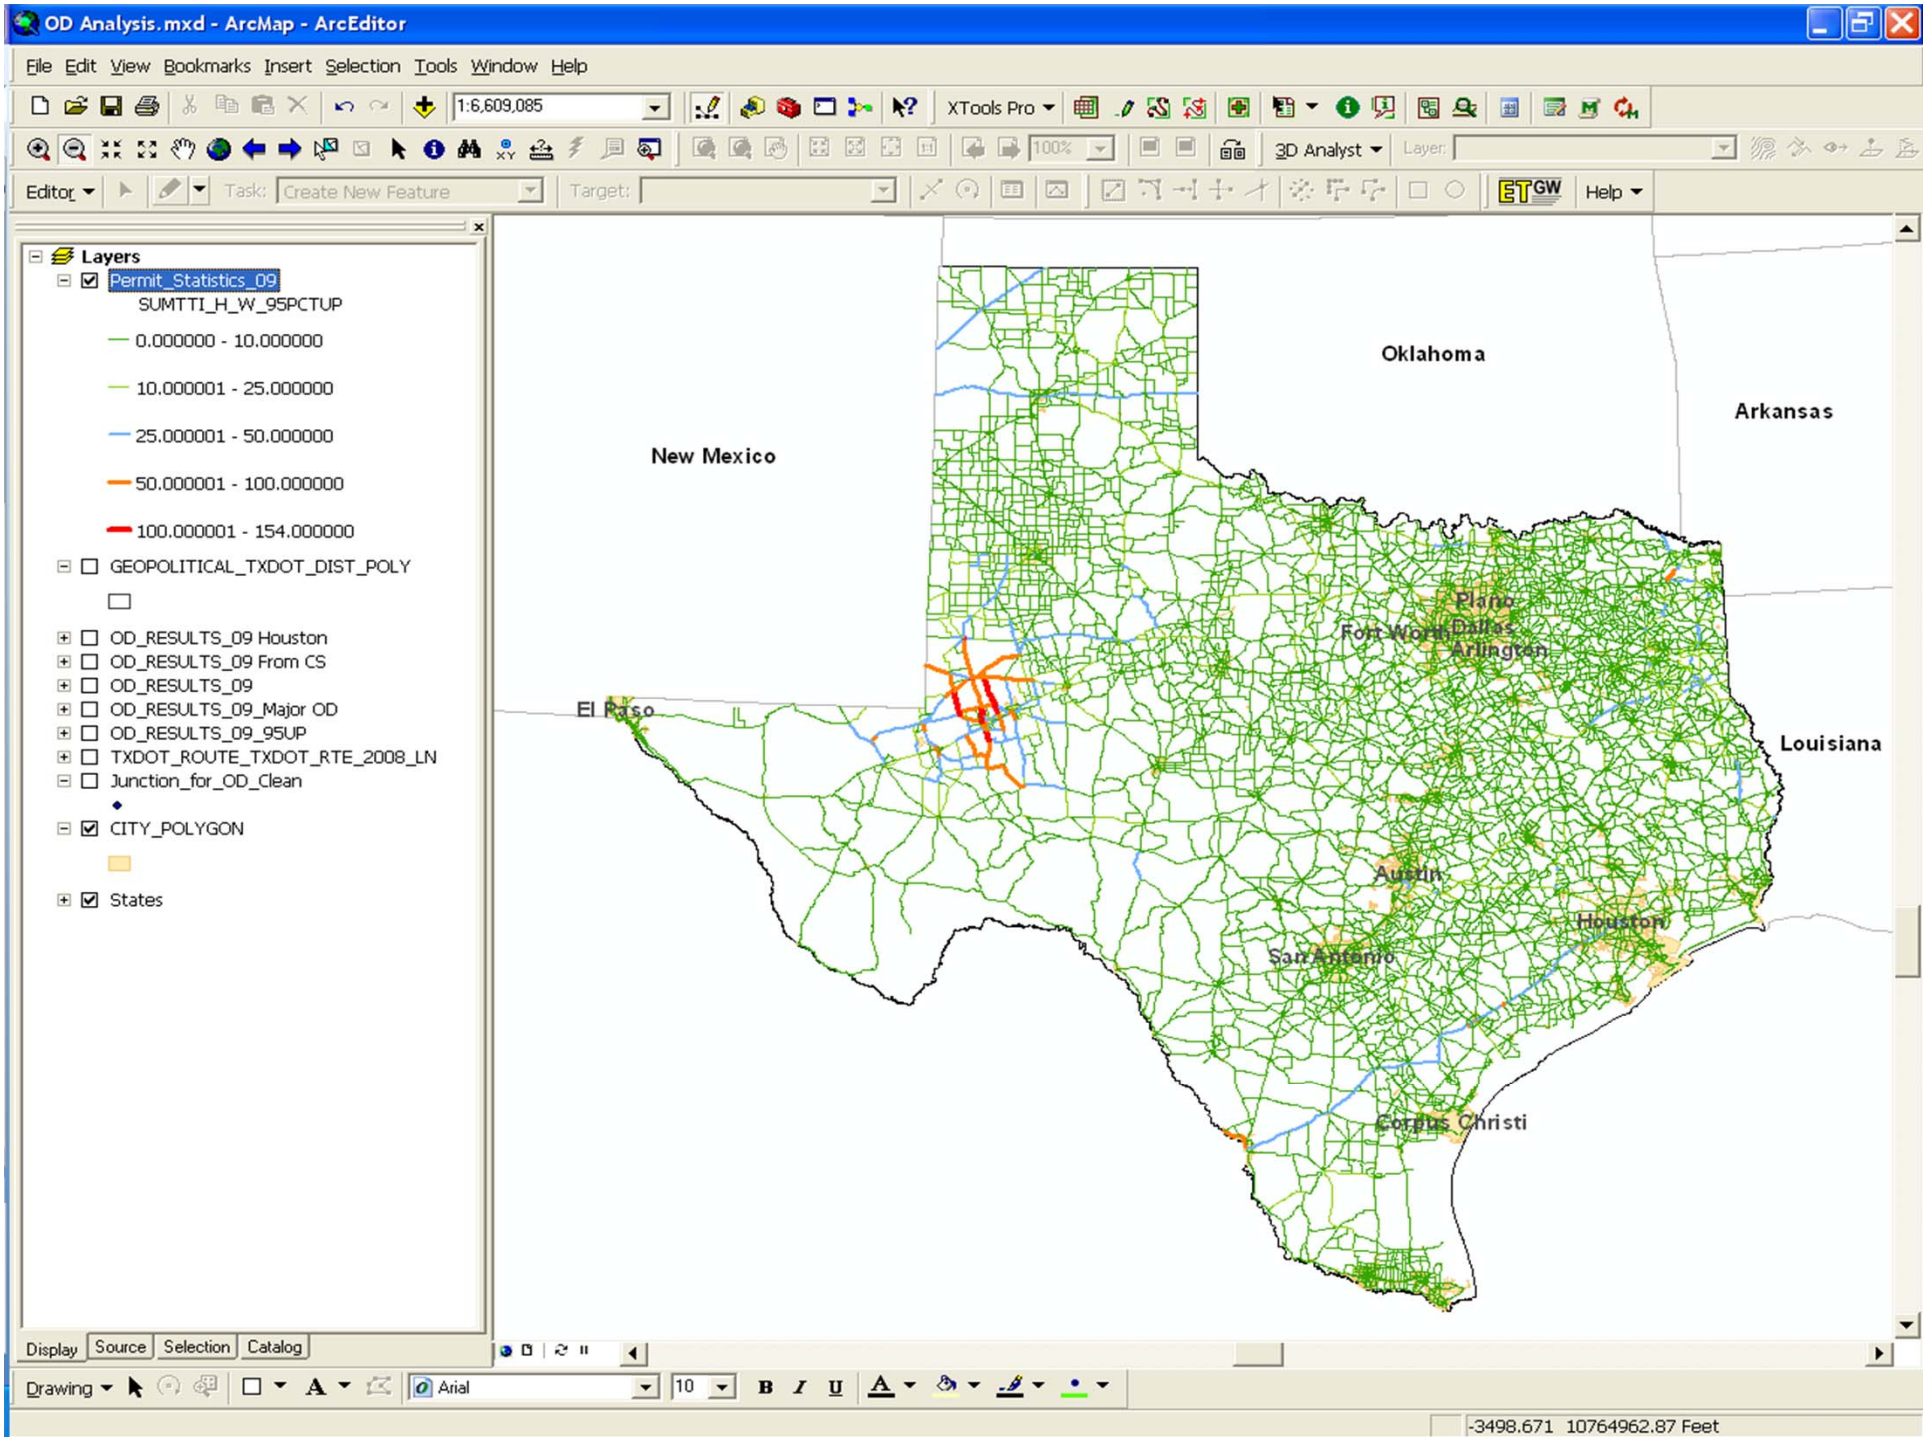 OD Analysis.mxd - ArcMap - ArcEditor
File Edit View Bookmarks Insert Selection Tools Window Help
1:6,609,085 XTools Pro
100% 3D Analyst Layer:
Editor Task: Create New Feature Target: ETGW Help
Layers
Permit_Statistics_09
SUMTTI_H_W_95PCTUP
0.000000 - 10.000000
10.000001 - 25.000000
25.000001 - 50.000000
50.000001 - 100.000000
100.000001 - 154.000000
GEOPOLITICAL_TXDOT_DIST_POLY
OD_RESULTS_09 Houston
OD_RESULTS_09 From CS
OD_RESULTS_09
OD_RESULTS_09_Major OD
OD_RESULTS_09_95UP
TXDOT_ROUTE_TXDOT_RTE_2008_LN
Junction_for_OD_Clean
CITY_POLYGON
States
Oklahoma
Arkansas
New Mexico
Plano
Fort Worth Dallas
Arlington
El Paso
Louisiana
Austin
Houston
San Antonio
Corpus Christi
Display Source Selection Catalog
Drawing A Arial 10 B I U A
-3498.671 10764962.87 Feet